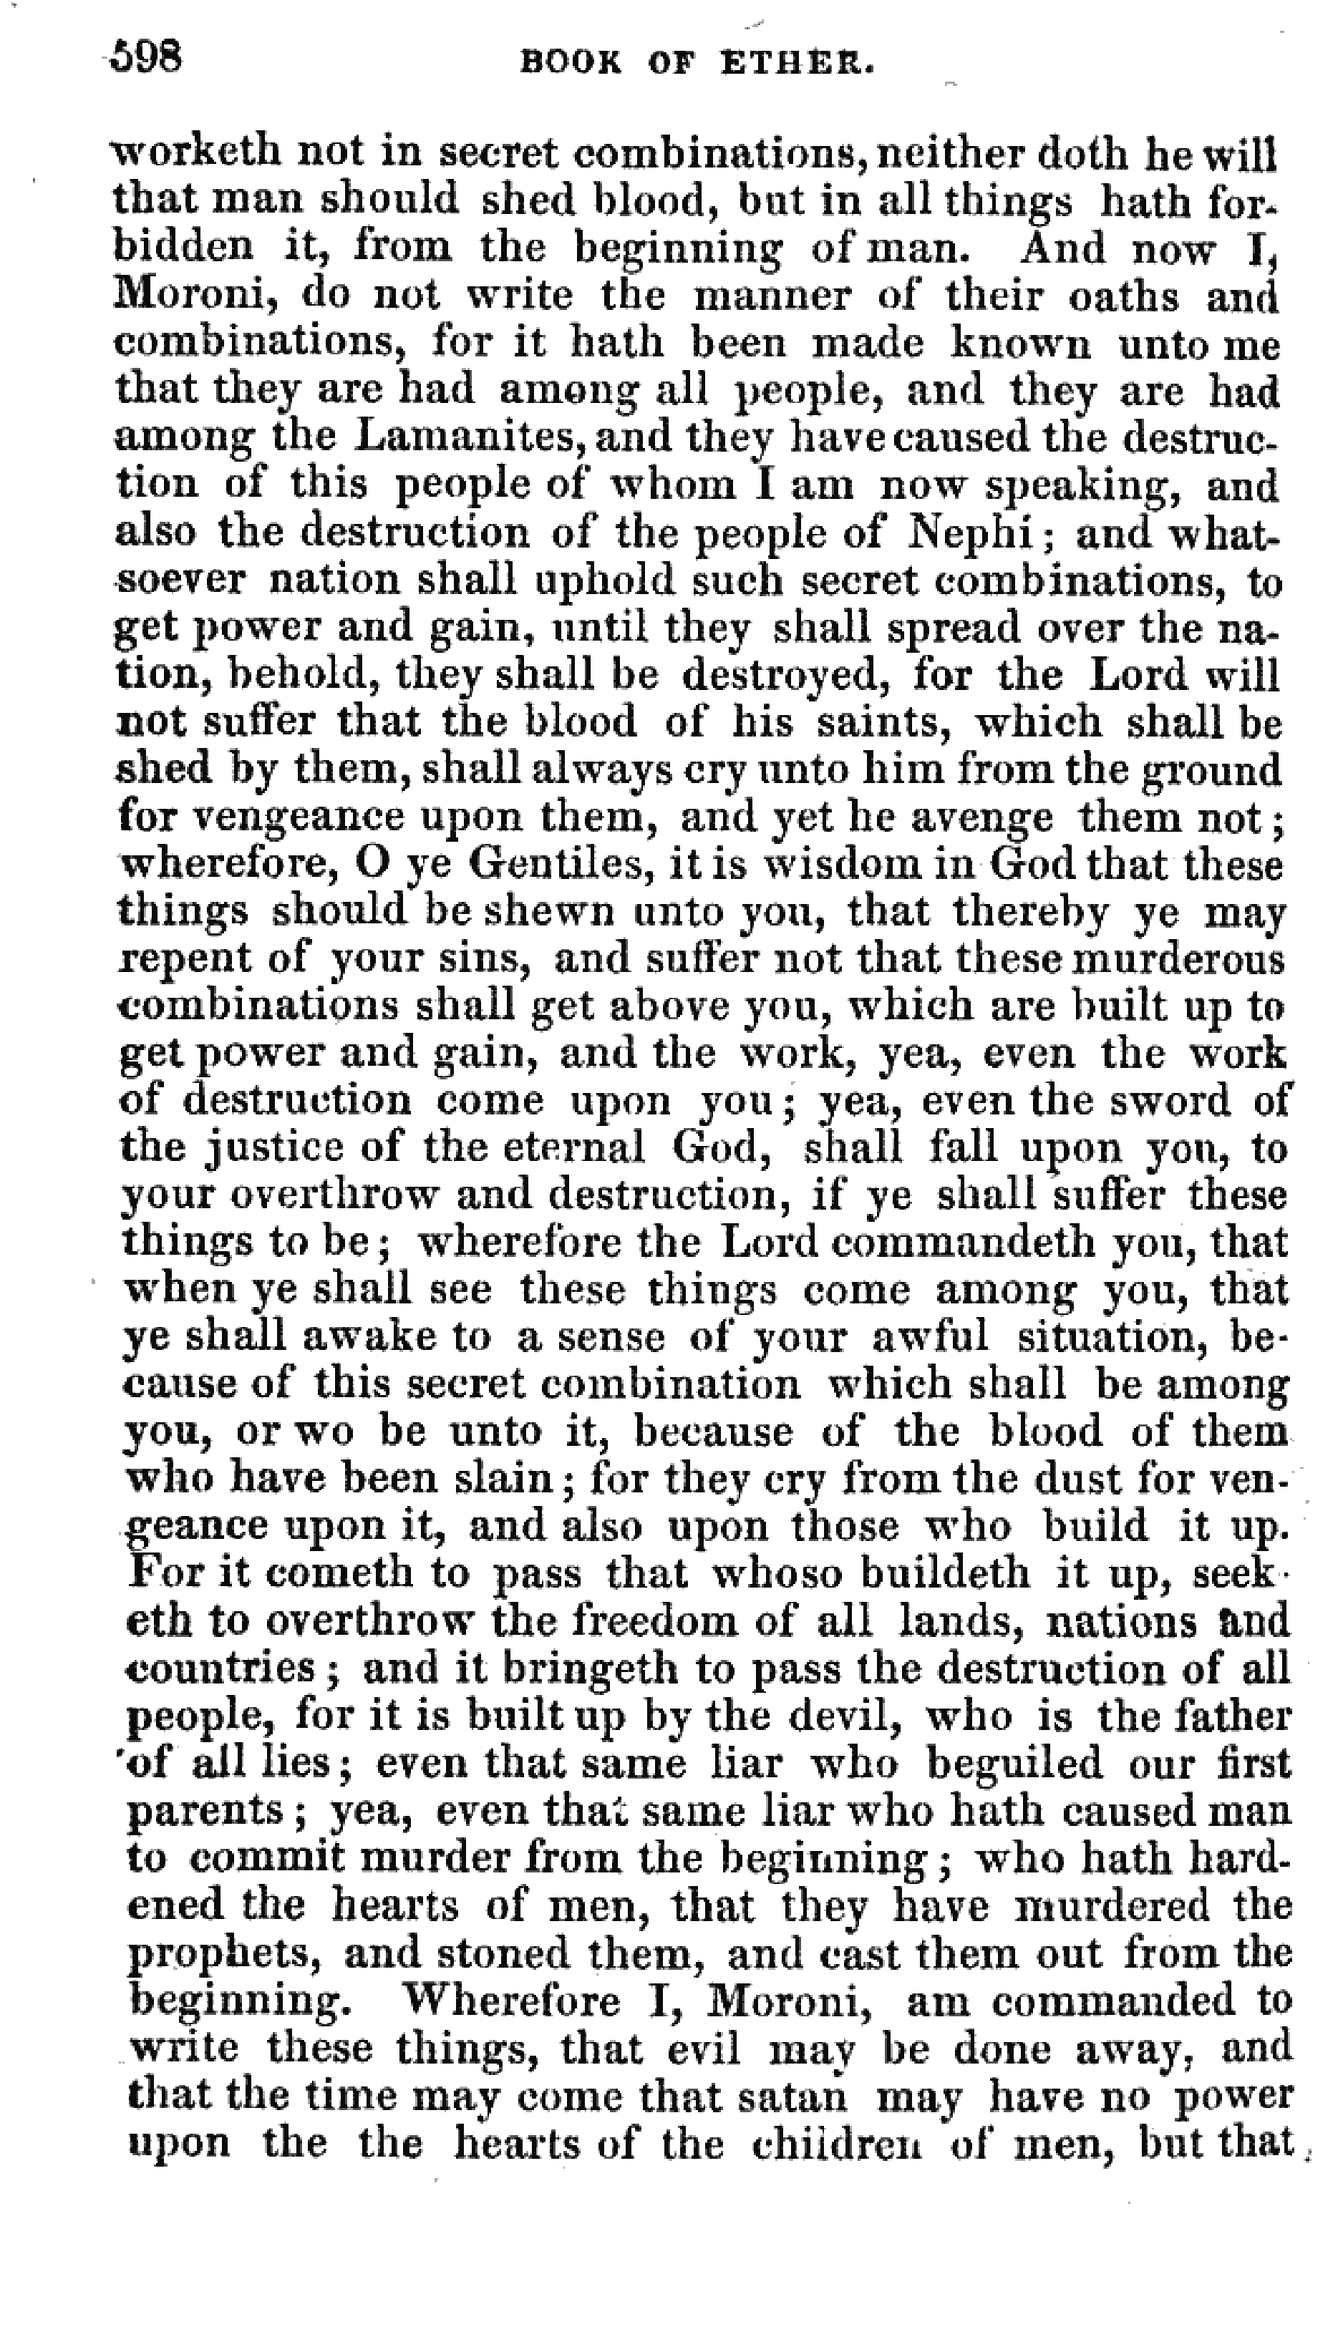 598 BOOK OF ETHER.
worketh not in secret combinations, neither doth he will
that man should shed blood, but in all things hath for-
bidden it, from the beginning of man. And now I,
Moroni, do not write the manner of their oaths and
combinations, for it hath been made known unto me
that they are had among all people, and they are had
among the Lamanites, and they have caused the destruc-
tion of this people of whom I am now speaking, and
also the destruction of the people of Nephi; and what-
soever nation shall uphold such secret combinations, to
get power and gain, until they shall spread over the na-
tion, behold, they shall be destroyed, for the Lord will
not suffer that the blood of his saints, which shall be
shed by them, shall always cry unto him from the ground
for vengeance upon them, and yet he avenge them not;
wherefore, O ye Gentiles, it is wisdom in God that these
things should be shewn unto you, that thereby ye may
repent of your sins, and suffer not that these murderous
combinations shall get above you, which are built up to
get power and gain, and the work, yea, even the work
of destruction come upon you; yea, even the sword of
the justice of the eternal God, shall fall upon you, to
your overthrow and destruction, if ye shall suffer these
things to be; wherefore the Lord commandeth you, that
when ye shall see these things come among you, that
ye shall awake to a sense of your awful situation, be-
cause of this secret combination which shall be among
you, or wo be unto it, because of the blood of them
who have been slain; for they cry from the dust for ven-
geance upon it, and also upon those who build it up.
For it cometh to pass that whoso buildeth it up, seek-
eth to overthrow the freedom of all lands, nations and
countries; and it bringeth to pass the destruction of all
people, for it is built up by the devil, who is the father
of all lies; even that same liar who beguiled our first
parents; yea, even that same liar who hath caused man
to commit murder from the beginning; who hath hard-
ened the hearts of men, that they have murdered the
prophets, and stoned them, and cast them out from the
beginning. Wherefore I, Moroni, am commanded to
write these things, that evil may be done away, and
that the time may come that satan may have no power
upon the the hearts of the children of men, but that